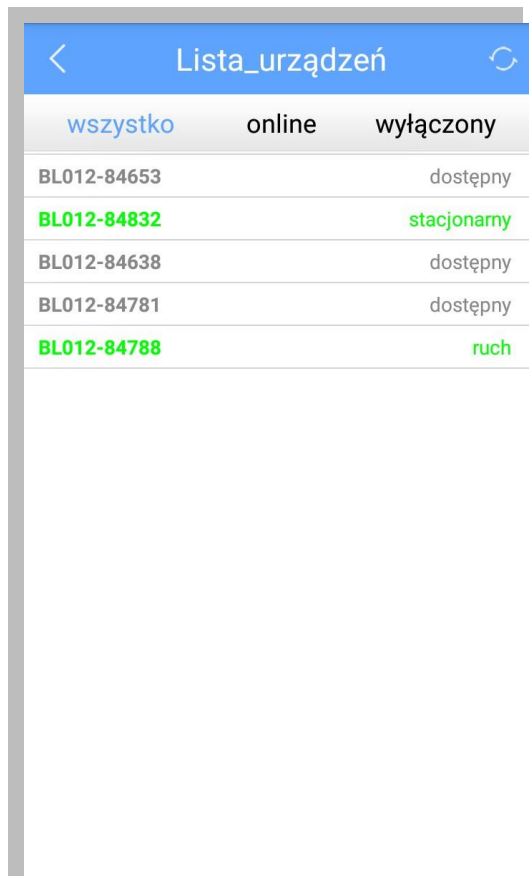 Lista_urządzeń
wszystko online wyłączony
BL012-84653 dostępny
BL012-84832 stacjonarny
BL012-84638 dostępny
BL012-84781 dostępny
BL012-84788 ruch